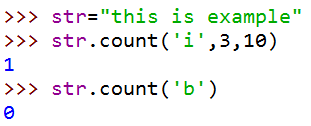 >>> str="this is example"
>>> str.count('i',3,10)
1
>>> str.count('b')
0